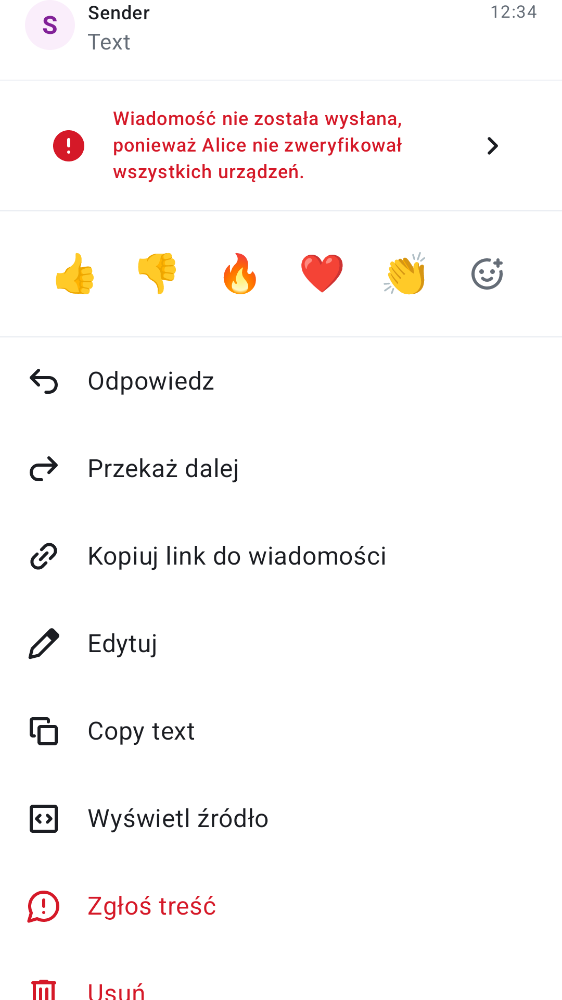 S
Sender
12:34
Text
Wiadomość nie została wysłana,
ponieważ Alice nie zweryfikował
wszystkich urządzeń.
Odpowiedz
Przekaż dalej
Kopiuj link do wiadomości
Edytuj
Copy text
Wyświetl źródło
Zgłoś treść
Usuń